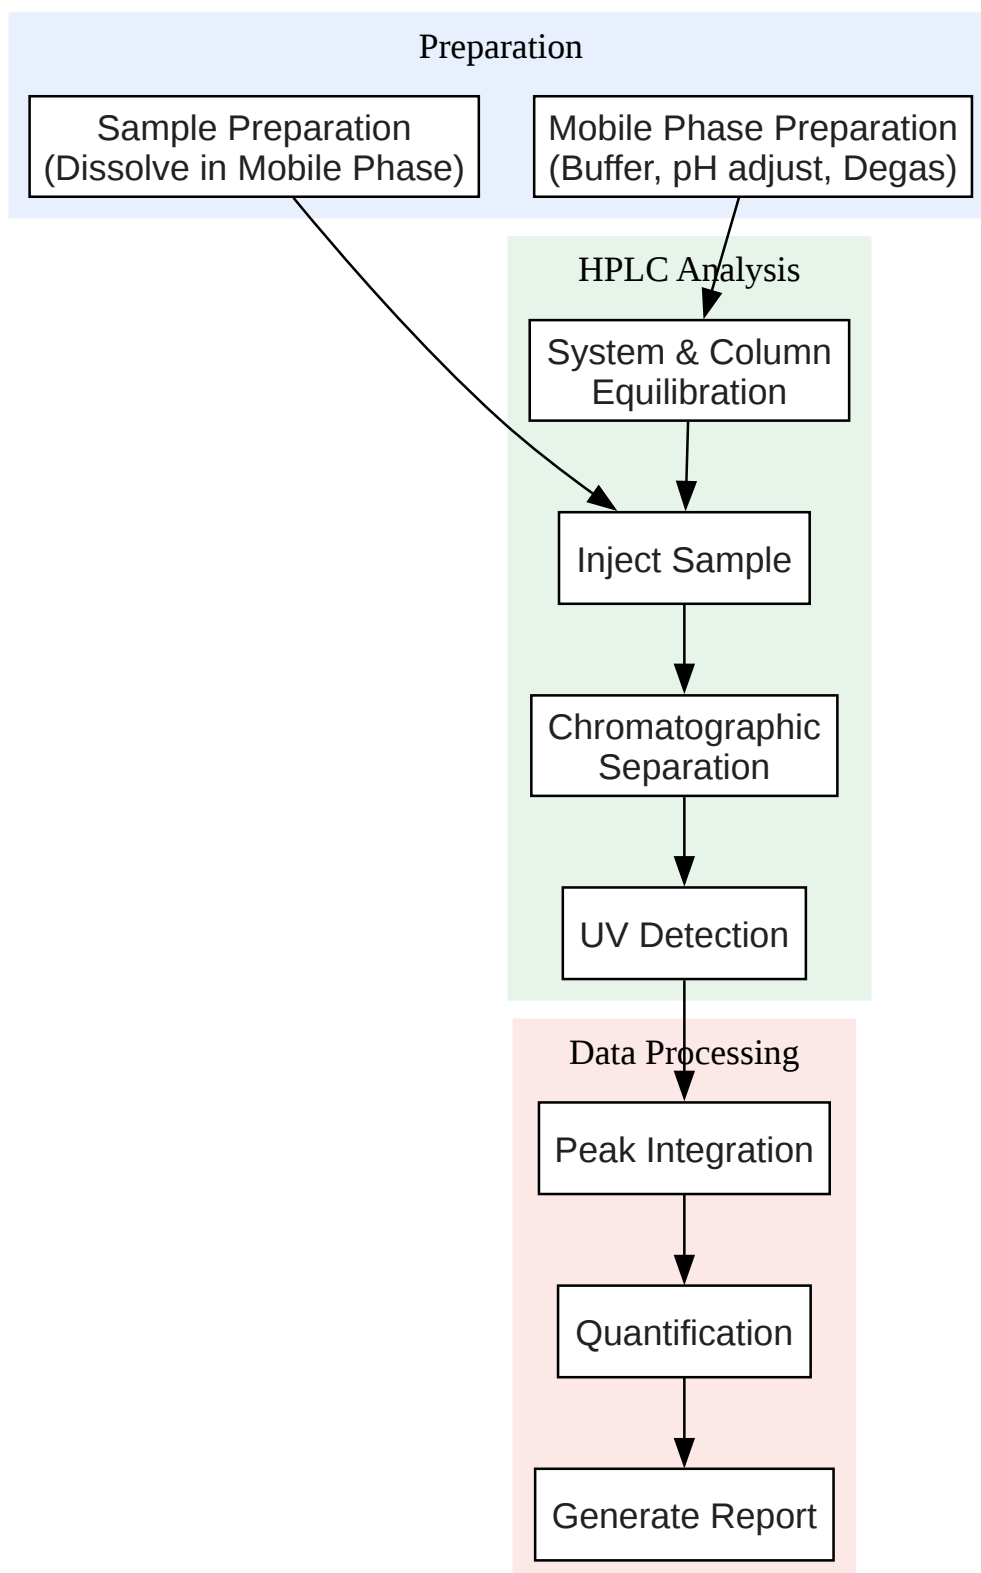 Preparation
Sample Preparation
(Dissolve in Mobile Phase)
Mobile Phase Preparation
(Buffer, pH adjust, Degas)
HPLC Analysis
System & Column
Equilibration
Inject Sample
Chromatographic
Separation
UV Detection
Data Processing
Peak Integration
Quantification
Generate Report